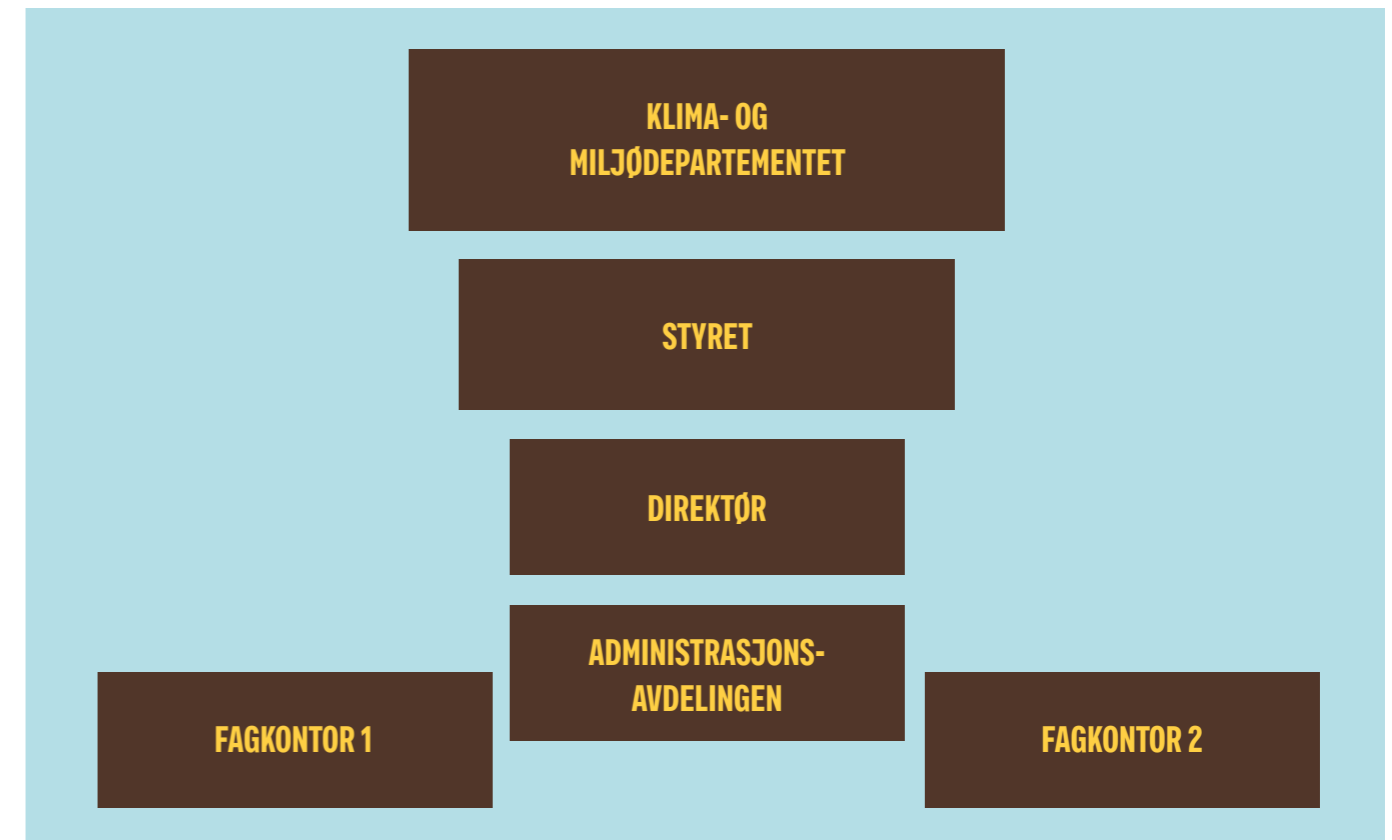 KLIMA- OG
MILJØDEPARTEMENTET
STYRET
DIREKTØR
ADMINISTRASJONS-
AVDELINGEN
FAGKONTOR 1
FAGKONTOR 2